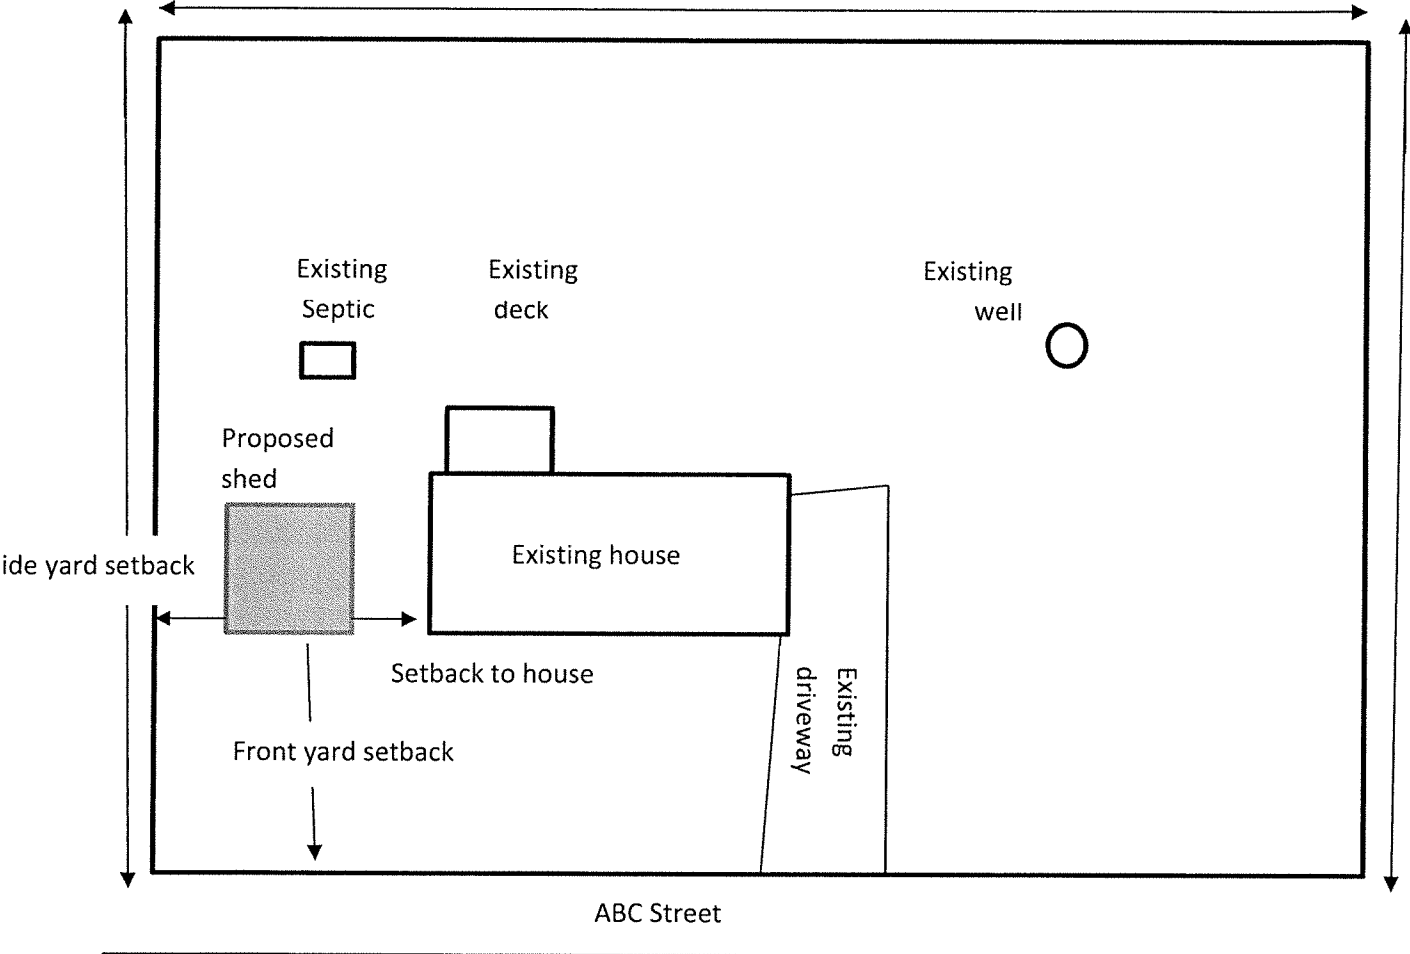 Existing
Septic
Existing
deck
Existing
well
Proposed
shed
Existing house
ide yard setback
Setback to house
Existing
driveway
Front yard setback
ABC Street